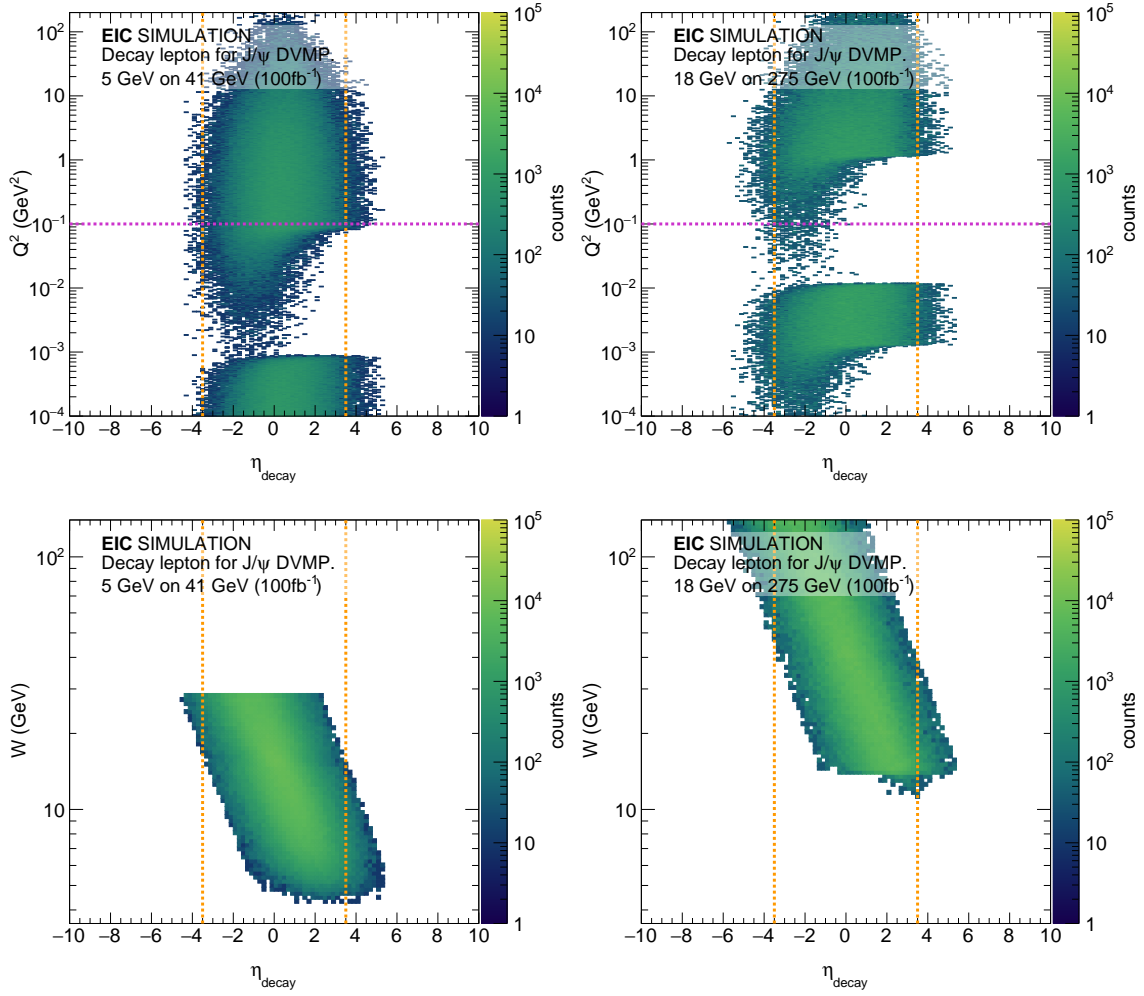 EIC SIMULATION
Decay lepton for J/ψ DVMP.
5 GeV on 41 GeV (100fb⁻¹)
Q² (GeV²)
10²
10
1
10⁻¹
10⁻²
10⁻³
10⁻⁴
−10 −8 −6 −4 −2 0 2 4 6 8 10
η_decay
10⁵
10⁴
10³
10²
10
1
counts
EIC SIMULATION
Decay lepton for J/ψ DVMP.
18 GeV on 275 GeV (100fb⁻¹)
Q² (GeV²)
10²
10
1
10⁻¹
10⁻²
10⁻³
10⁻⁴
−10 −8 −6 −4 −2 0 2 4 6 8 10
η_decay
10⁵
10⁴
10³
10²
10
1
counts
EIC SIMULATION
Decay lepton for J/ψ DVMP.
5 GeV on 41 GeV (100fb⁻¹)
W (GeV)
10²
10
−10 −8 −6 −4 −2 0 2 4 6 8 10
η_decay
10⁵
10⁴
10³
10²
10
1
counts
EIC SIMULATION
Decay lepton for J/ψ DVMP.
18 GeV on 275 GeV (100fb⁻¹)
W (GeV)
10²
10
−10 −8 −6 −4 −2 0 2 4 6 8 10
η_decay
10⁵
10⁴
10³
10²
10
1
counts